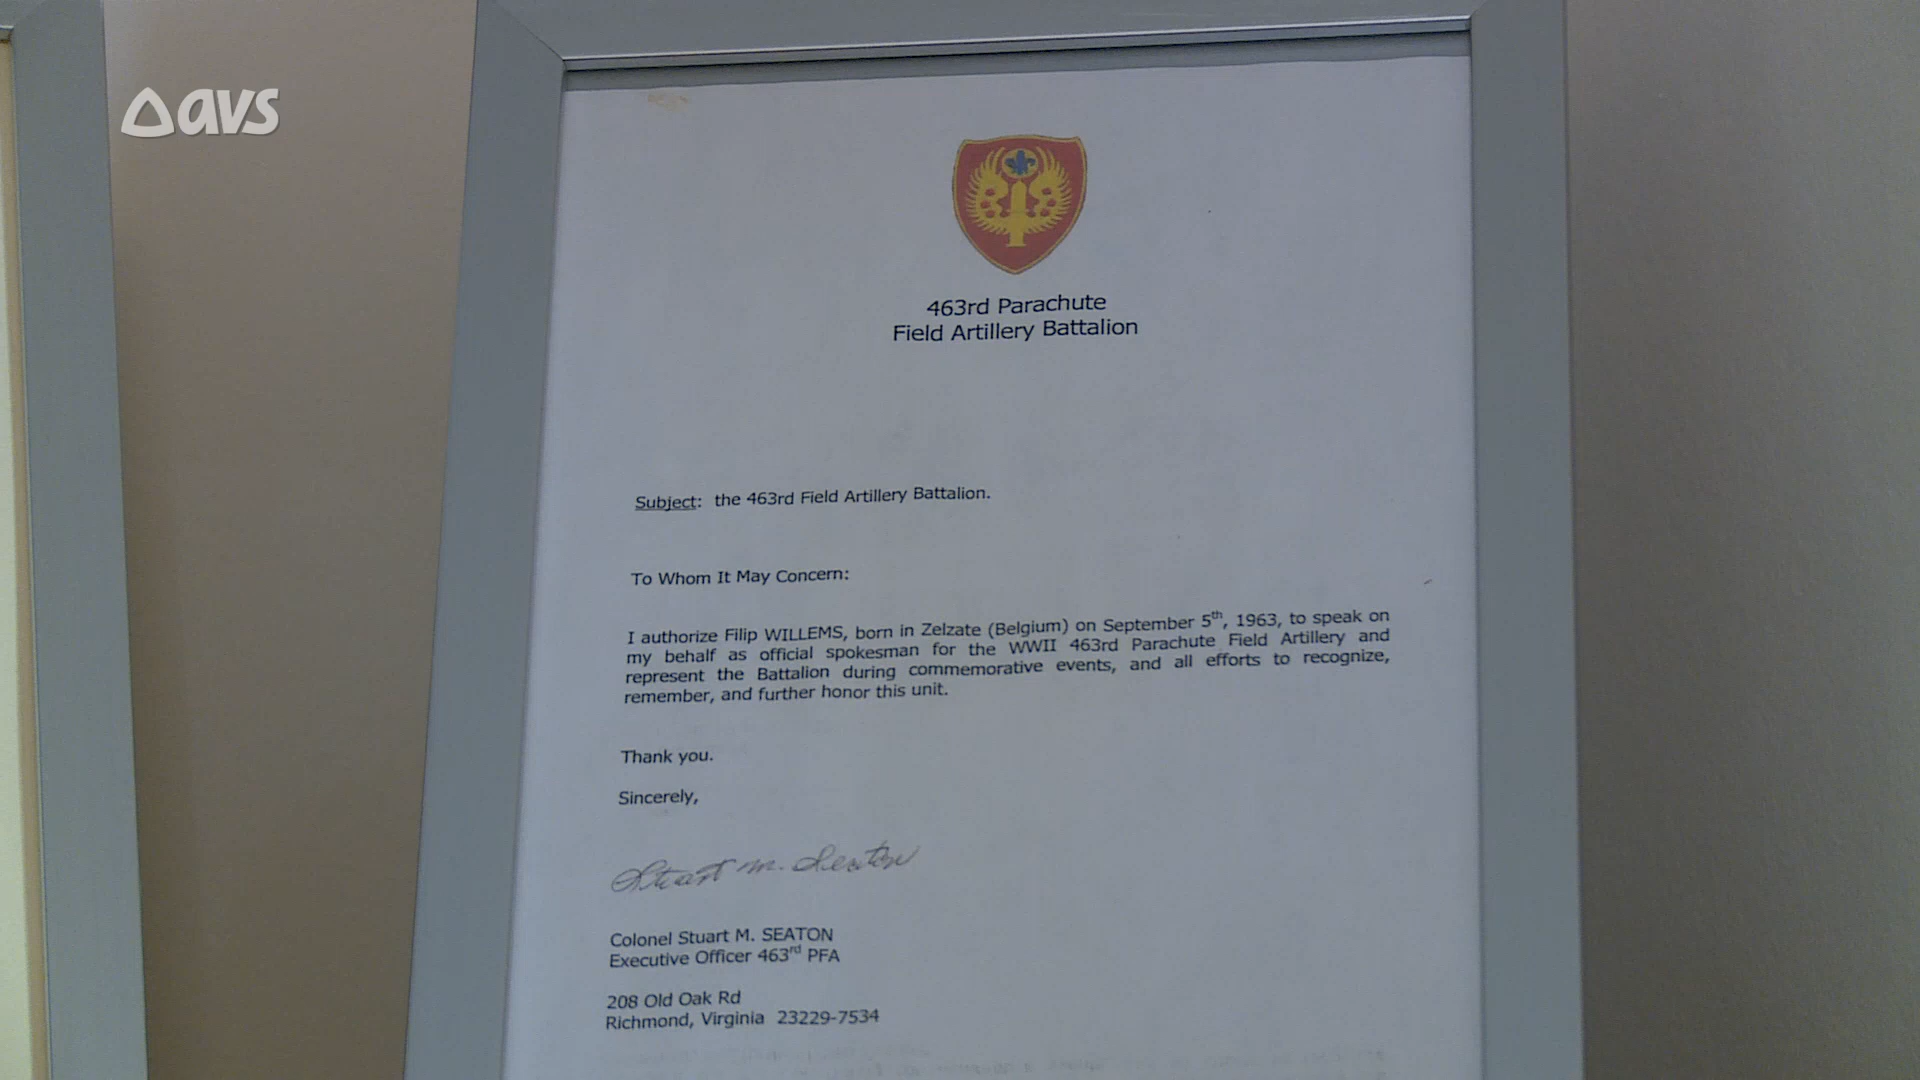 avs
463rd Parachute
Field Artillery Battalion
Subject: the 463rd Field Artillery Battalion.
To Whom It May Concern:
I authorize Filip WILLEMS, born in Zelzate (Belgium) on September 5th, 1963, to speak on
my behalf as official spokesman for the WWII 463rd Parachute Field Artillery and
represent the Battalion during commemorative events, and all efforts to recognize,
remember, and further honor this unit.
Thank you.
Sincerely,
Stuart M. Seaton
Colonel Stuart M. SEATON
Executive Officer 463rd PFA
208 Old Oak Rd
Richmond, Virginia 23229-7534